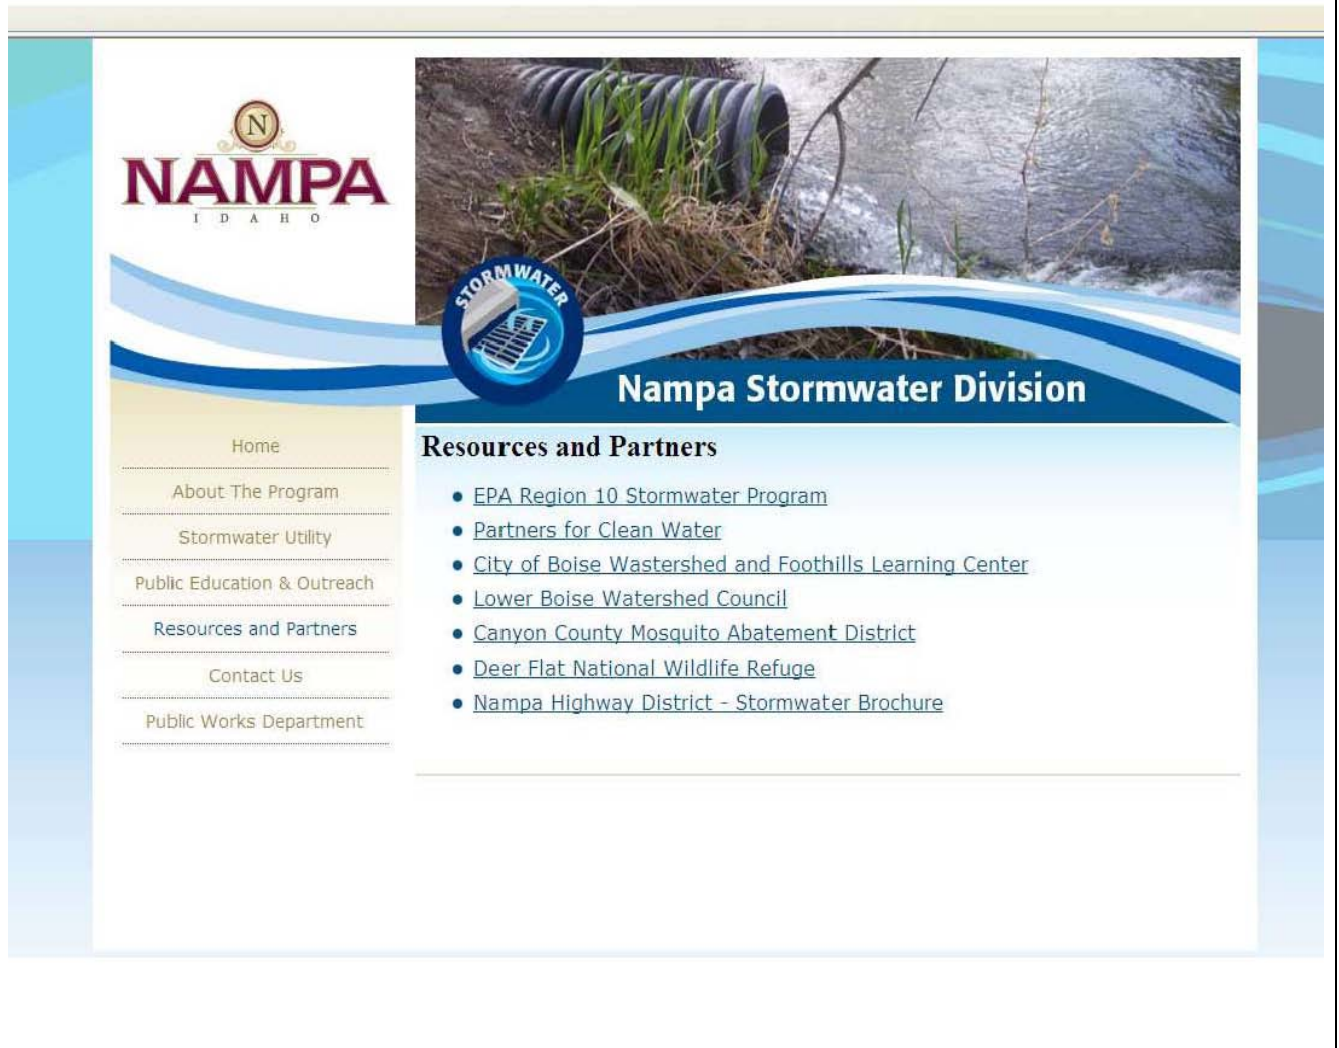 N
NAMPA
IDAHO
STORMWATER
Nampa Stormwater Division
Home
About The Program
Stormwater Utility
Public Education & Outreach
Resources and Partners
Contact Us
Public Works Department
Resources and Partners
EPA Region 10 Stormwater Program
Partners for Clean Water
City of Boise Wastershed and Foothills Learning Center
Lower Boise Watershed Council
Canyon County Mosquito Abatement District
Deer Flat National Wildlife Refuge
Nampa Highway District - Stormwater Brochure